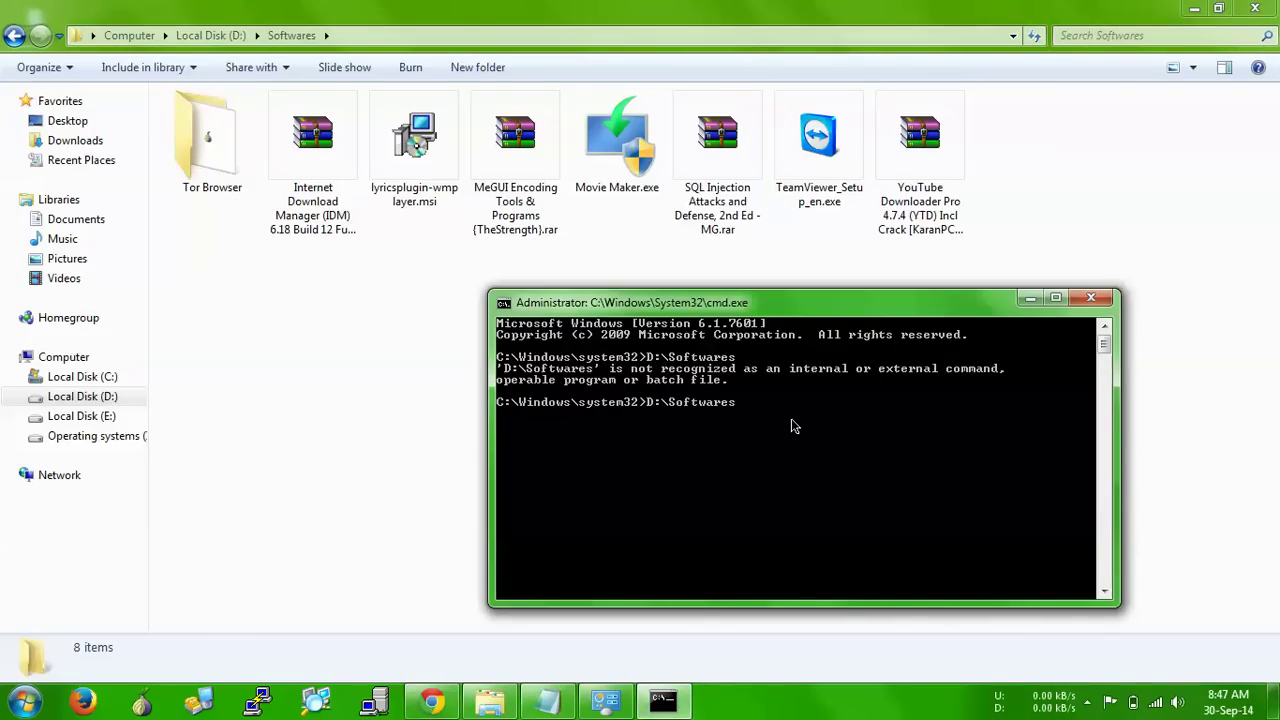 Computer Local Disk (D:) Softwares
Search Softwares
Organize Include in library Share with Slide show Burn New folder
Favorites
Desktop
Downloads
Recent Places
Libraries
Documents
Music
Pictures
Videos
Homegroup
Computer
Local Disk (C:)
Local Disk (D:)
Local Disk (E:)
Operating systems (
Network
Tor Browser
Internet
Download
Manager (IDM)
6.18 Build 12 Fu...
lyricsplugin-wmp
layer.msi
MeGUI Encoding
Tools &
Programs
{TheStrength}.rar
Movie Maker.exe
SQL Injection
Attacks and
Defense, 2nd Ed -
MG.rar
TeamViewer_Setu
p_en.exe
YouTube
Downloader Pro
4.7.4 (YTD) Incl
Crack [KaranPC...
Administrator: C:\Windows\System32\cmd.exe
Microsoft Windows [Version 6.1.7601]
Copyright (c) 2009 Microsoft Corporation.  All rights reserved.
C:\Windows\system32>D:\Softwares
'D:\Softwares' is not recognized as an internal or external command,
operable program or batch file.
C:\Windows\system32>D:\Softwares
8 items
U: 0.00 kB/s
D: 0.00 kB/s
8:47 AM
30-Sep-14